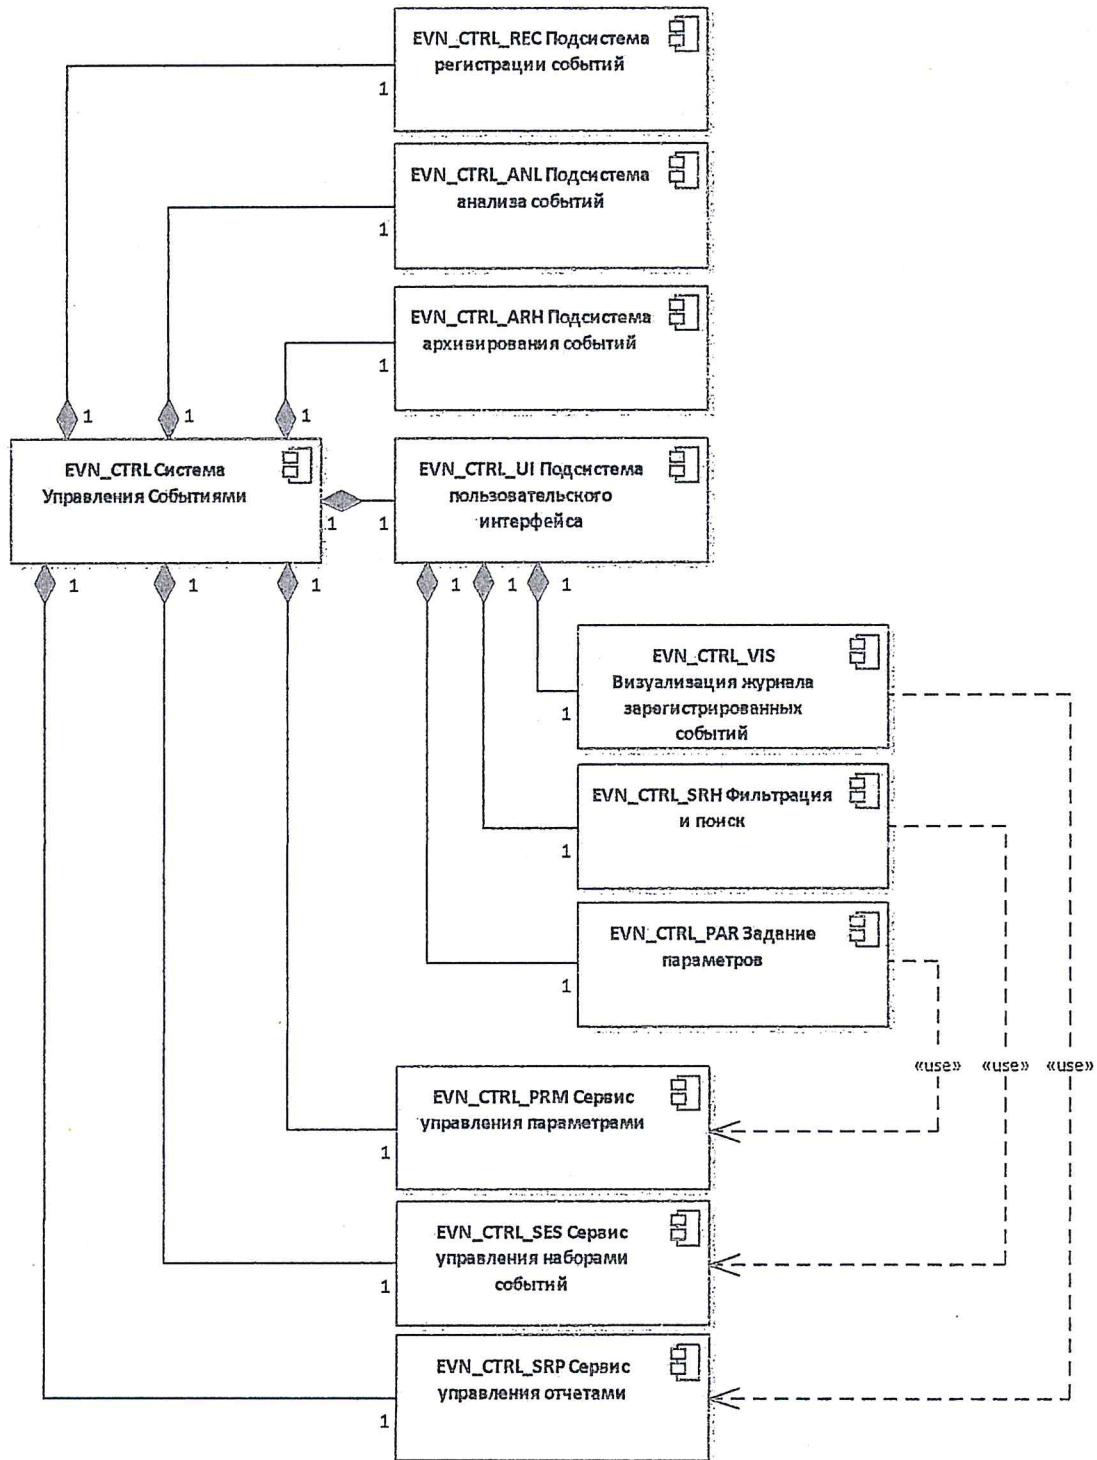 EVN_CTRL_REC Подсистема
регистрации событий
1
EVN_CTRL_ANL Подсистема
анализа событий
1
EVN_CTRL_ARH Подсистема
архивирования событий
1
1
1
1
EVN_CTRL Система
Управления Событиями
1
1
EVN_CTRL_UI Подсистема
пользовательского
интерфейса
1
1
1
1
1
1
EVN_CTRL_VIS
Визуализация журнала
зарегистрированных
событий
1
EVN_CTRL_SRH Фильтрация
и поиск
1
EVN_CTRL_PAR Задание
параметров
1
«use»
«use»
«use»
EVN_CTRL_PRM Сервис
управления параметрами
1
EVN_CTRL_SES Сервис
управления наборами
событий
1
EVN_CTRL_SRP Сервис
управления отчетами
1